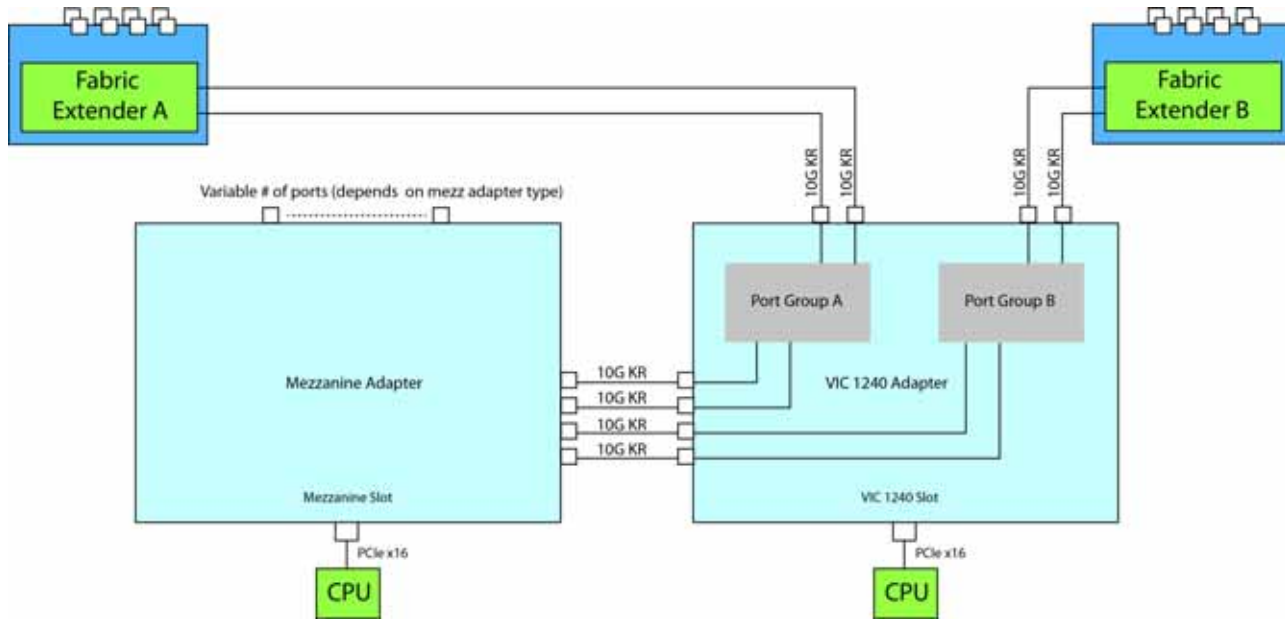 Fabric
Extender A
Fabric
Extender B
10G KR
10G KR
10G KR
10G KR
Variable # of ports (depends on mezz adapter type)
Port Group A
Port Group B
Mezzanine Adapter
10G KR
10G KR
10G KR
10G KR
VIC 1240 Adapter
Mezzanine Slot
VIC 1240 Slot
PCIe x16
PCIe x16
CPU
CPU